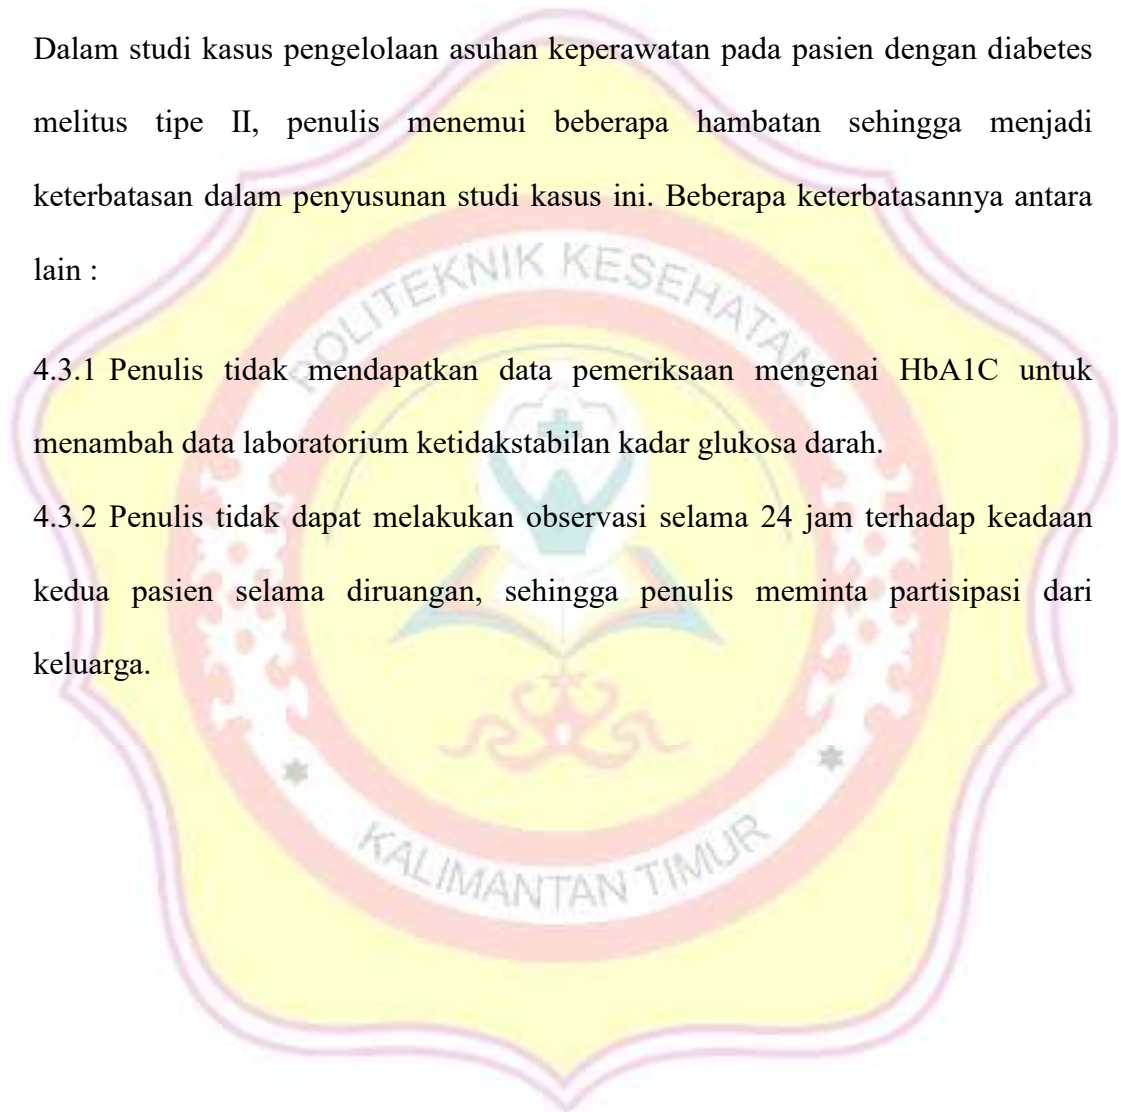 Dalam studi kasus pengelolaan asuhan keperawatan pada pasien dengan diabetes
melitus tipe II, penulis menemui beberapa hambatan sehingga menjadi
keterbatasan dalam penyusunan studi kasus ini. Beberapa keterbatasannya antara
lain :
POLITEKNIK KESEHATAN
4.3.1 Penulis tidak mendapatkan data pemeriksaan mengenai HbA1C untuk
menambah data laboratorium ketidakstabilan kadar glukosa darah.
4.3.2 Penulis tidak dapat melakukan observasi selama 24 jam terhadap keadaan
kedua pasien selama diruangan, sehingga penulis meminta partisipasi dari
keluarga.
KALIMANTAN TIMUR